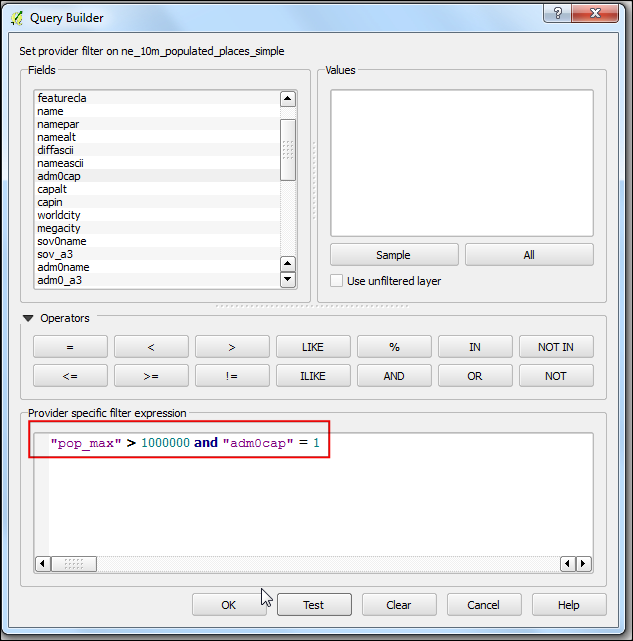 Query Builder
Set provider filter on ne_10m_populated_places_simple
Fields
featurecla
name
namepar
namealt
diffascii
nameascii
adm0cap
capalt
capin
worldcity
megacity
sov0name
sov_a3
adm0name
adm0_a3
Values
Sample All
Use unfiltered layer
Operators
= < > LIKE % IN NOT IN
<= >= != ILIKE AND OR NOT
Provider specific filter expression
"pop_max" > 1000000 and "adm0cap" = 1
OK Test Clear Cancel Help